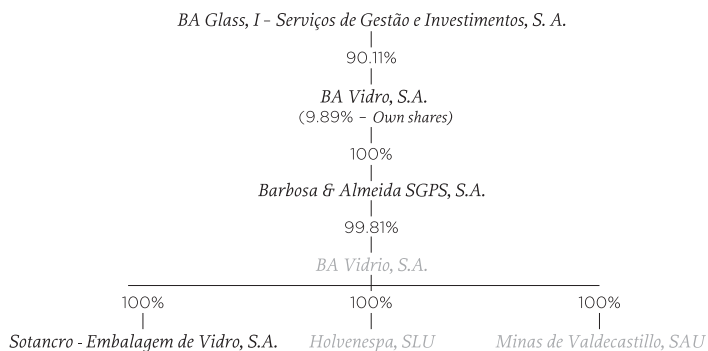 BA Glass, I – Serviços de Gestão e Investimentos, S. A.
90.11%
BA Vidro, S.A.
(9.89% – Own shares)
100%
Barbosa & Almeida SGPS, S.A.
99.81%
BA Vidrio, S.A.
100% 100% 100%
Sotancro - Embalagem de Vidro, S.A. Holvenespa, SLU Minas de Valdecastillo, SAU